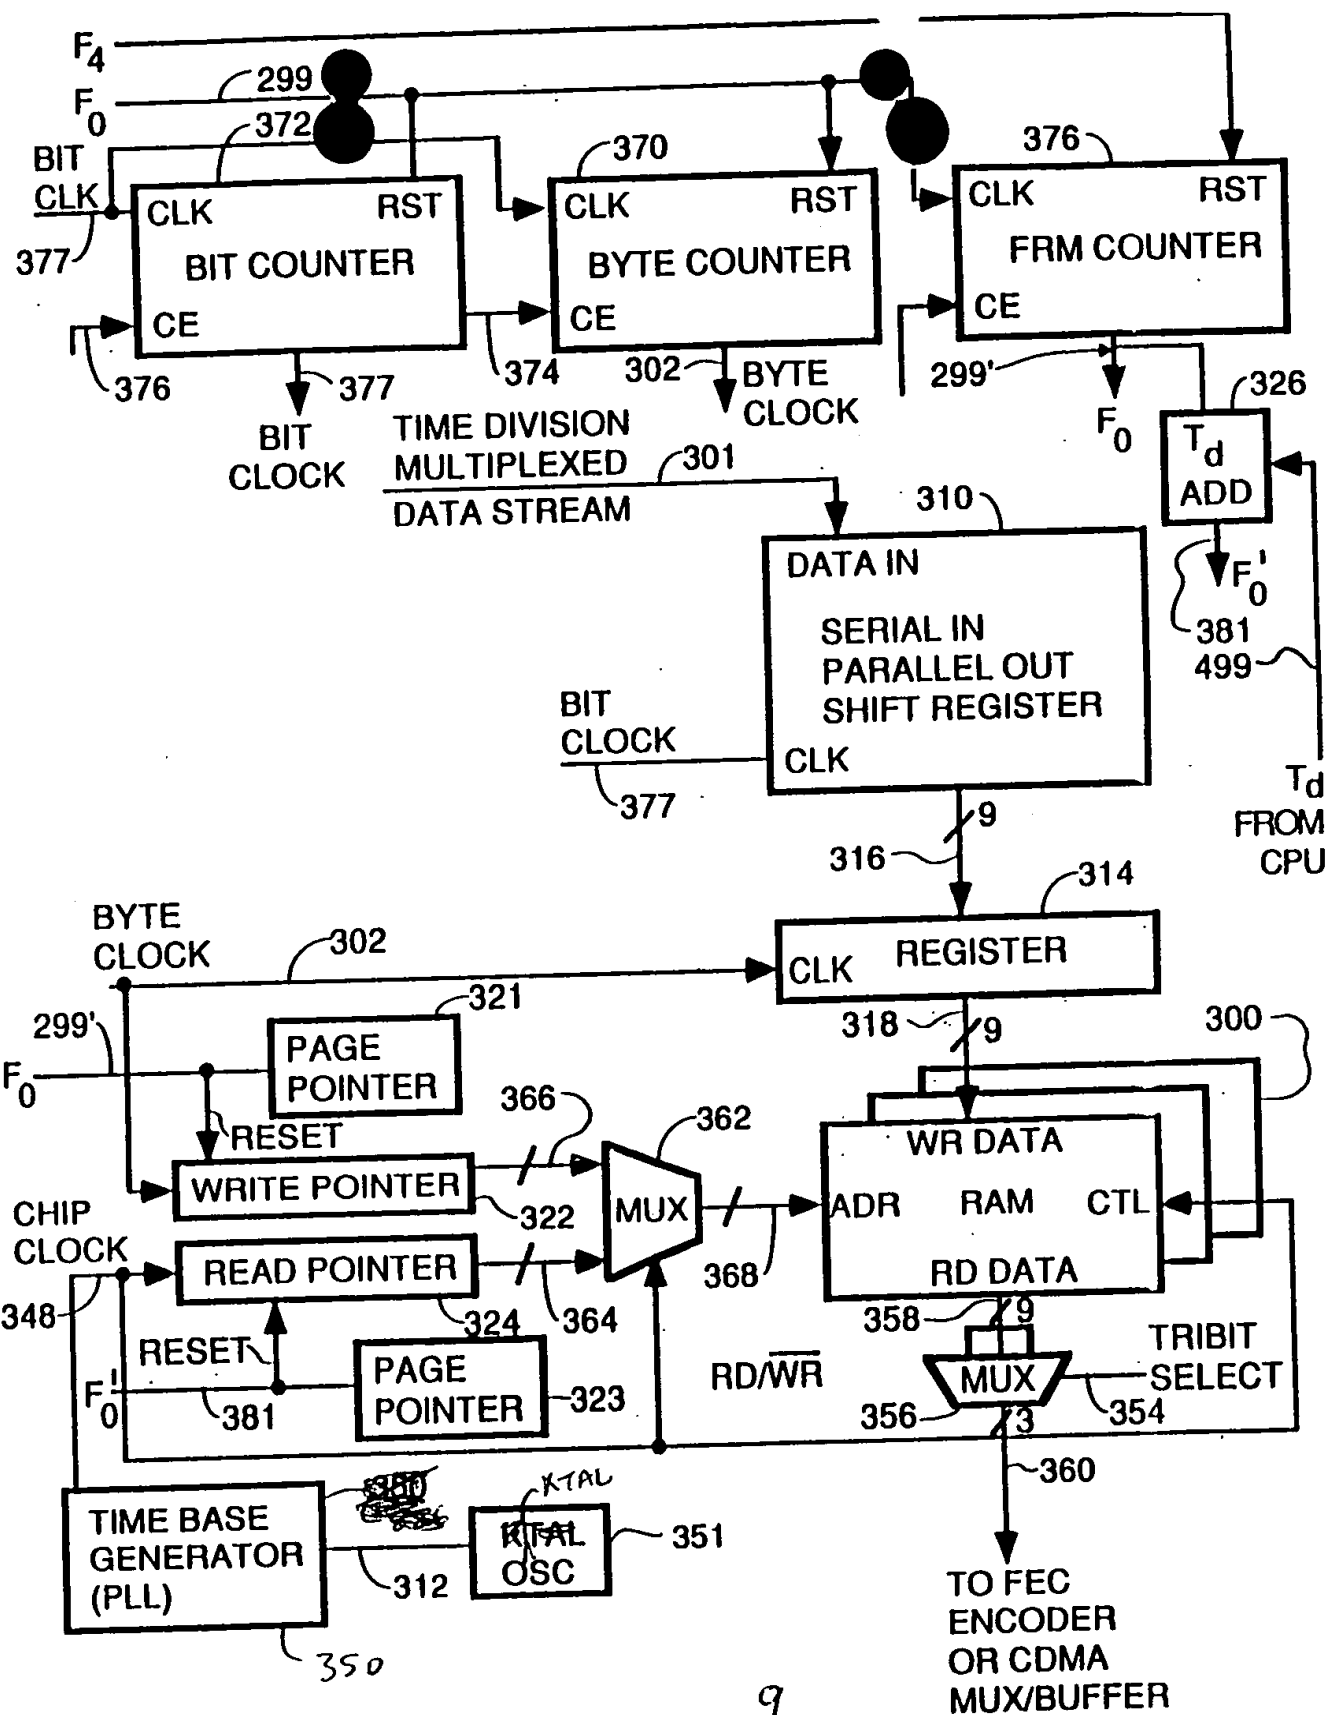 F4
F0
299
372
BIT
CLK
377
CLK
RST
BIT COUNTER
CE
376
377
BIT
CLOCK
374
370
CLK
RST
BYTE COUNTER
CE
302
BYTE
CLOCK
376
CLK
RST
FRM COUNTER
CE
299'
F0
326
Td
ADD
F0'
381
499
Td
FROM
CPU
TIME DIVISION
MULTIPLEXED
DATA STREAM
301
310
DATA IN
SERIAL IN
PARALLEL OUT
SHIFT REGISTER
CLK
BIT
CLOCK
377
9
316
314
REGISTER
CLK
BYTE
CLOCK
302
318
9
300
299'
F0
321
PAGE
POINTER
RESET
WRITE POINTER
322
366
362
MUX
CHIP
CLOCK
348
READ POINTER
324
364
368
RESET
F0'
381
PAGE
POINTER
323
WR DATA
ADR
RAM
CTL
RD DATA
358
9
RD/WR
MUX
TRIBIT
SELECT
354
356
3
360
TIME BASE
GENERATOR
(PLL)
350
312
XTAL
OSC
351
TO FEC
ENCODER
OR CDMA
MUX/BUFFER
9